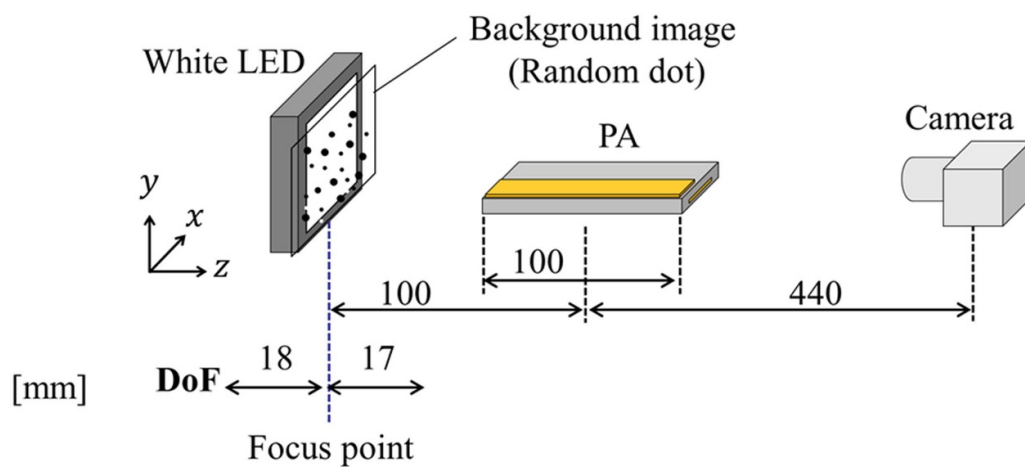 Background image
(Random dot)
White LED
PA
Camera
y
x
z
100
100
440
18
17
[mm]
DoF
Focus point